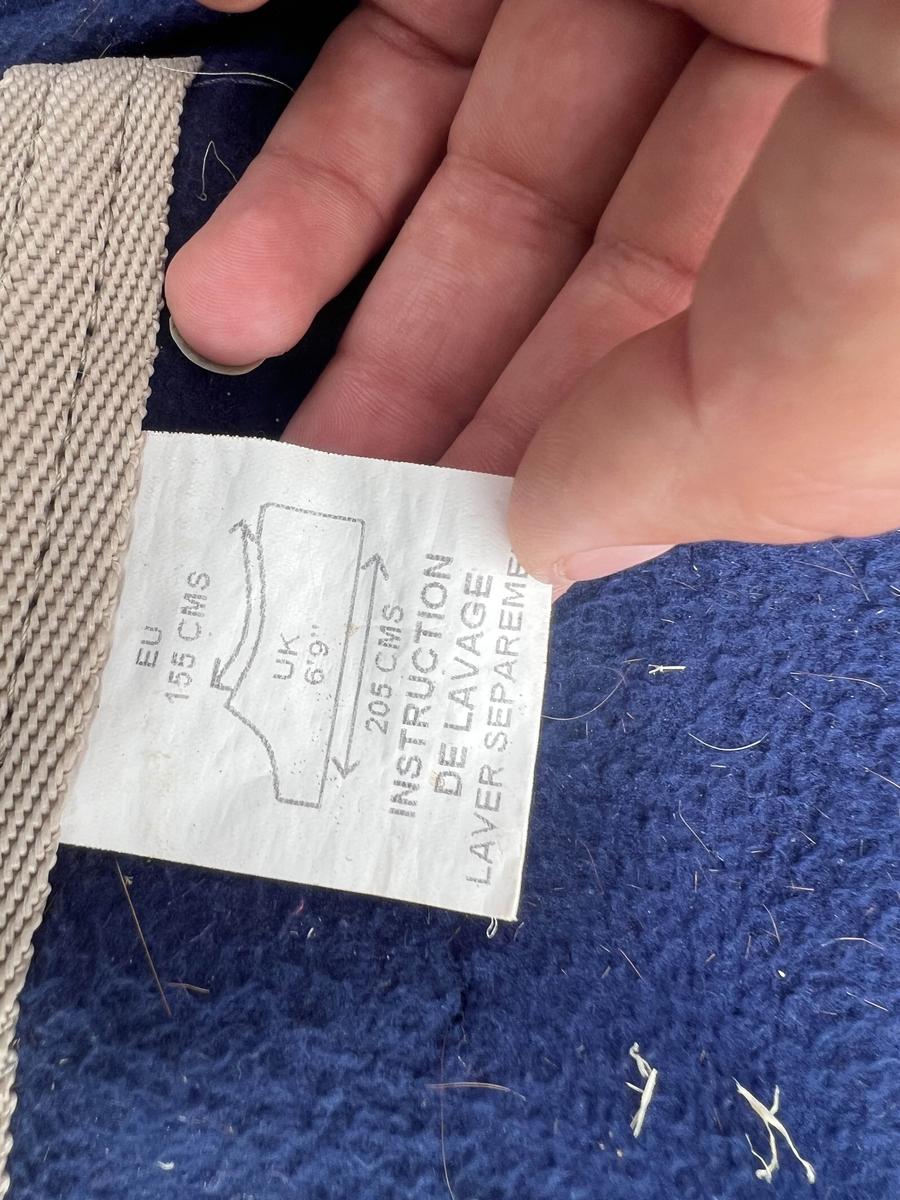 EU
155 CMS
UK
6'9"
205 CMS
INSTRUCTION
DE LAVAGE
LAVER SEPAREME